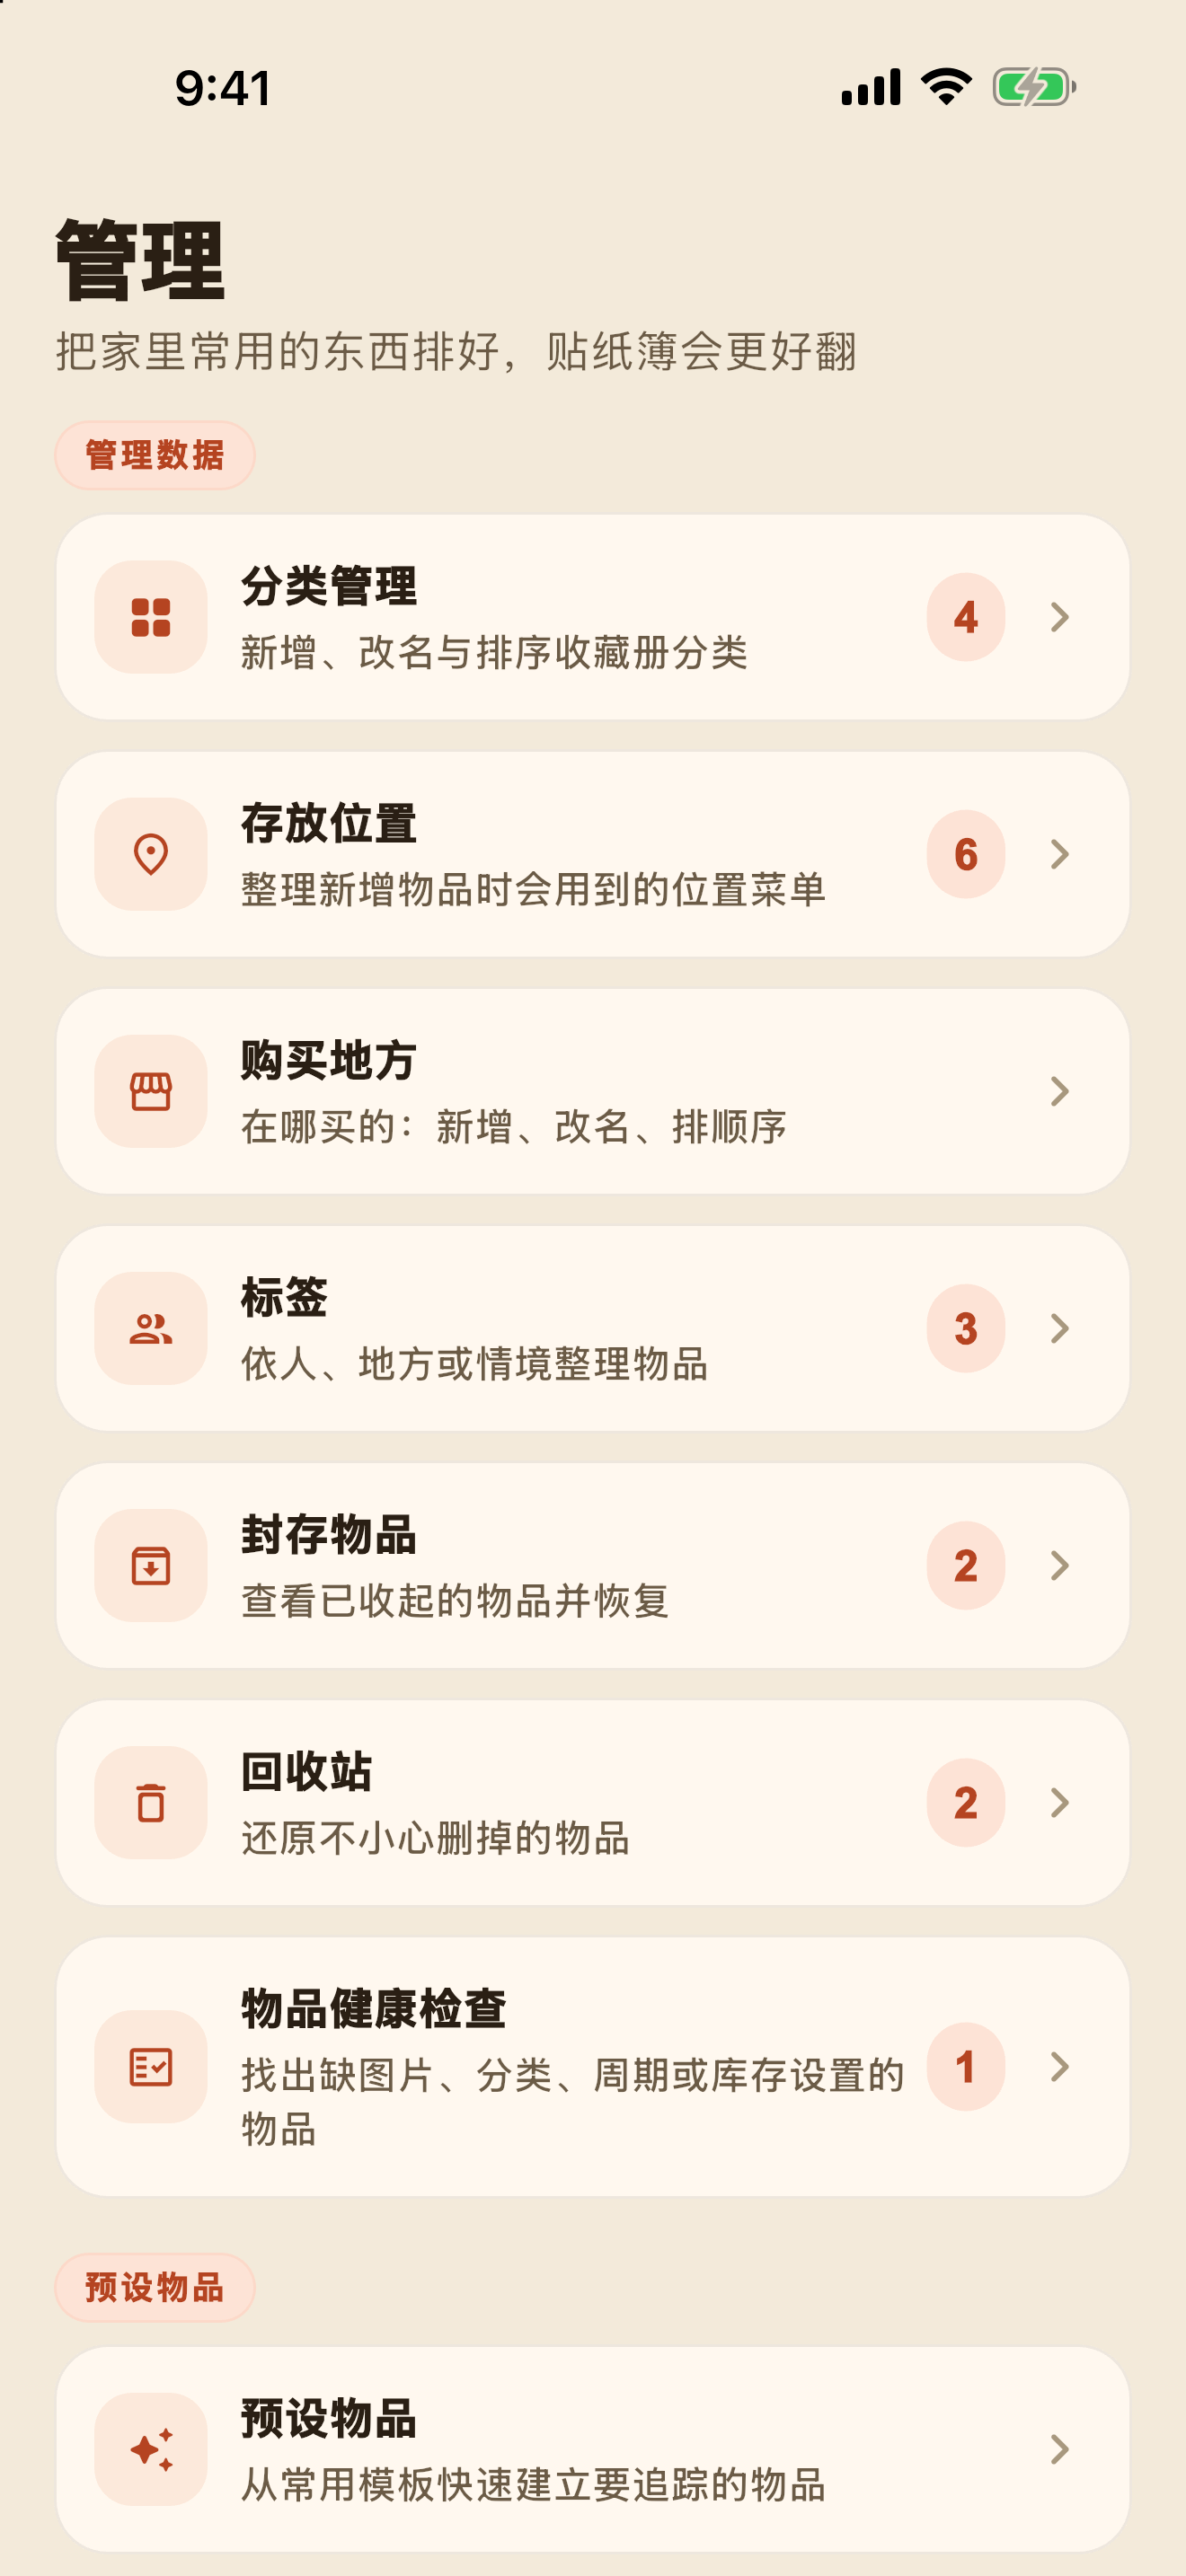 9:41
管理
把家里常用的东西排好，贴纸簿会更好翻
管理数据
分类管理
新增、改名与排序收藏册分类
4
存放位置
整理新增物品时会用到的位置菜单
6
购买地方
在哪买的：新增、改名、排顺序
标签
依人、地方或情境整理物品
3
封存物品
查看已收起的物品并恢复
2
回收站
还原不小心删掉的物品
2
物品健康检查
找出缺图片、分类、周期或库存设置的
物品
1
预设物品
预设物品
从常用模板快速建立要追踪的物品